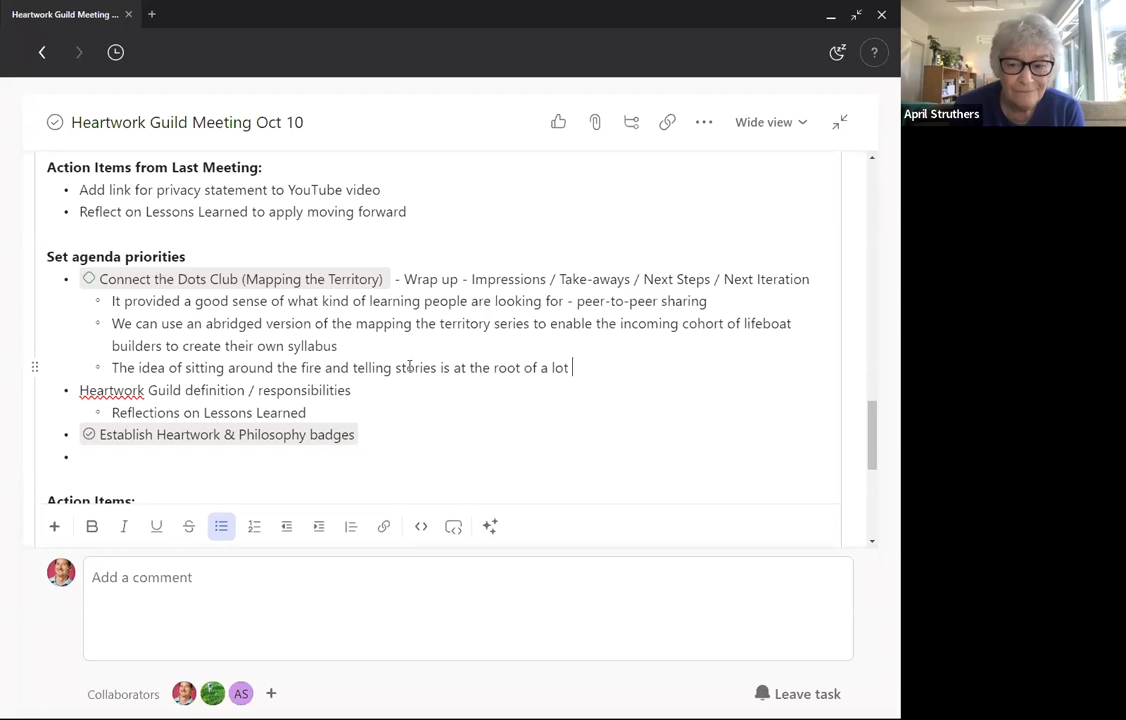 Heartwork Guild Meeting ...
April Struthers
Heartwork Guild Meeting Oct 10
Wide view
Action Items from Last Meeting:
• Add link for privacy statement to YouTube video
• Reflect on Lessons Learned to apply moving forward
Set agenda priorities
• Connect the Dots Club (Mapping the Territory) - Wrap up - Impressions / Take-aways / Next Steps / Next Iteration
◦ It provided a good sense of what kind of learning people are looking for - peer-to-peer sharing
◦ We can use an abridged version of the mapping the territory series to enable the incoming cohort of lifeboat
builders to create their own syllabus
◦ The idea of sitting around the fire and telling stories is at the root of a lot
• Heartwork Guild definition / responsibilities
◦ Reflections on Lessons Learned
• Establish Heartwork & Philosophy badges
•
Action Items:
Add a comment
Collaborators AS
Leave task